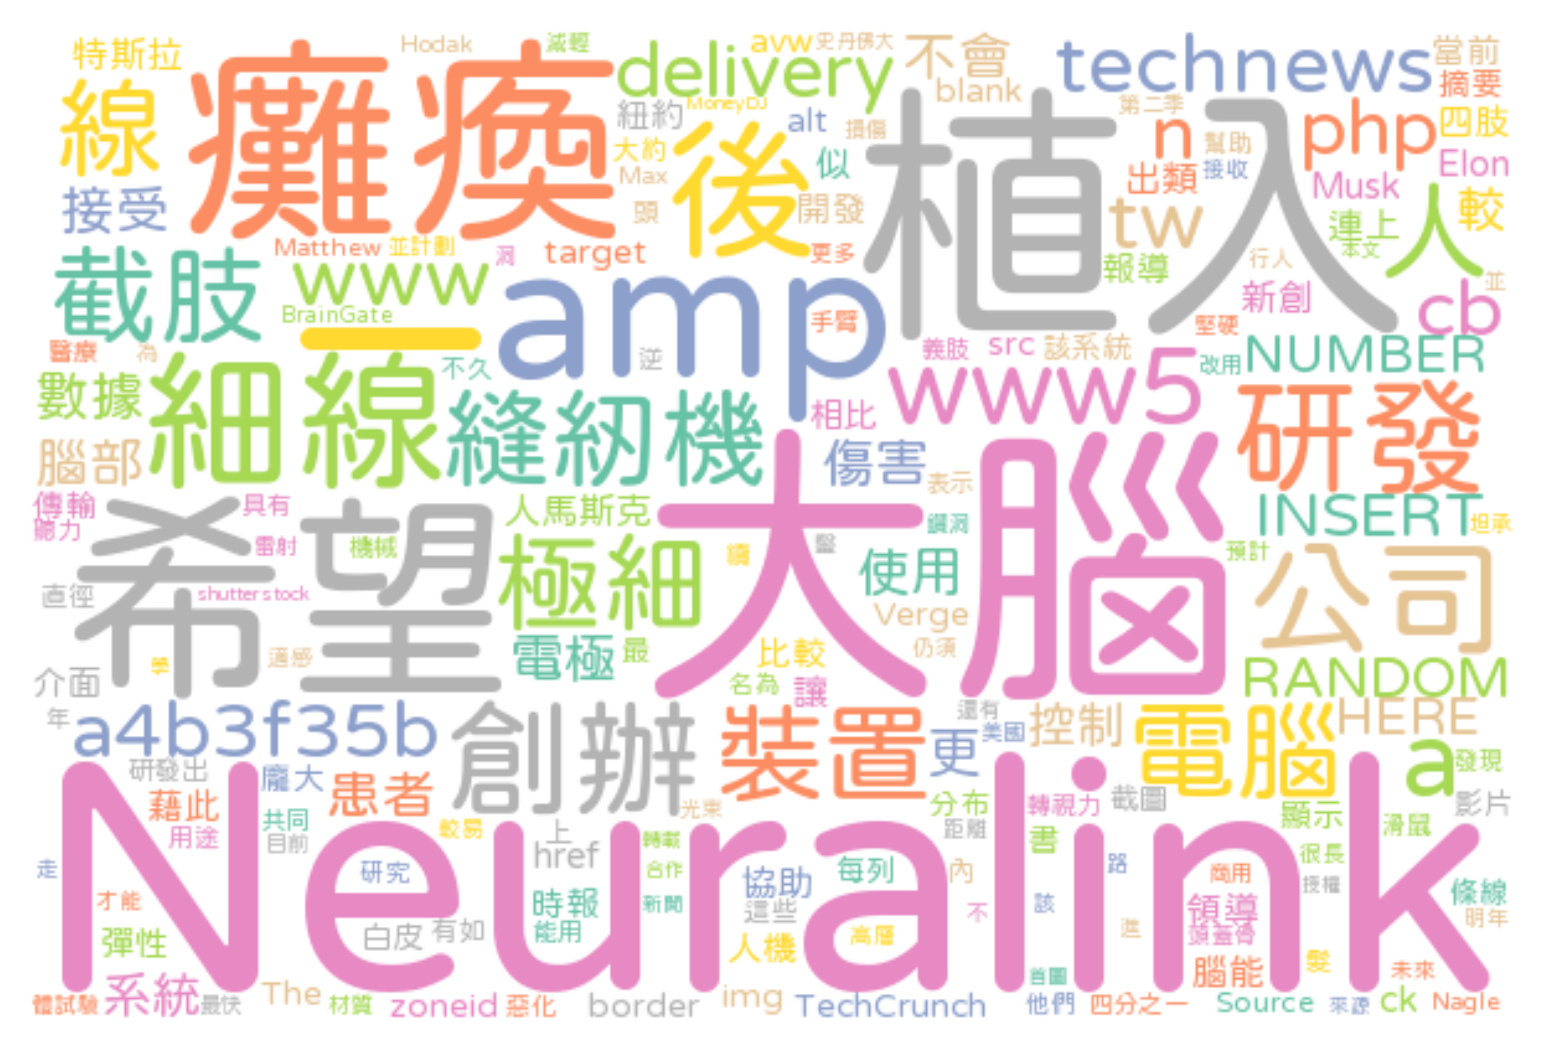 特斯拉
Hodak
減輕
delivery
avw
史丹佛大
不會
technews
當前
線
癱瘓
紐約
MoneyDJ
alt
損傷
blank
第二季
n
php
摘要
四肢
接受
大約
Max
頭
後
似
開發
植入
出類
幫助
接收
Musk
Elon
較
tw
連上
本文
人
截肢
Matthew
並計劃
洞
target
更多
報導
行人
並
www
BrainGate
一
amp
手臂
新創
堅硬
cb
醫療
為
不久
逆
義肢
src
該系統
改用
NUMBER
數據
細線
縫紉機
相比
www5
研發
腦部
傷害
表示
傳輸
聽力
具有
雷射
希望
機械
人馬斯克
大腦
鑽洞
INSERT
担承
預計
極細
使用
公司
直徑
shutterstock
Verge
仍須
介面
電極
最
比較
名為
讓
RANDOM
年
a4b3f35b
創辦
裝置
還有
更
美國
控制
電腦
HERE
a
發現
研發出
龐大
患者
光束
分布
轉視力
截圖
影片
藉此
用途
共同
目前
較易
上
href
轉載
合作
距離
書
顯示
滑鼠
很長
走
Neuralink
研究
協助
每列
內
路
商用
授權
條線
明年
才能
時報
新聞
這些
不
該
領導
頭蓋骨
彈性
白皮
有如
能用
人機
高層
進
腦能
髮
未來
體試驗
系統
最快
The
材質
zoneid
惡化
border
img
TechCrunch
首圖
他們
四分之一
Source
來源
ck
Nagle